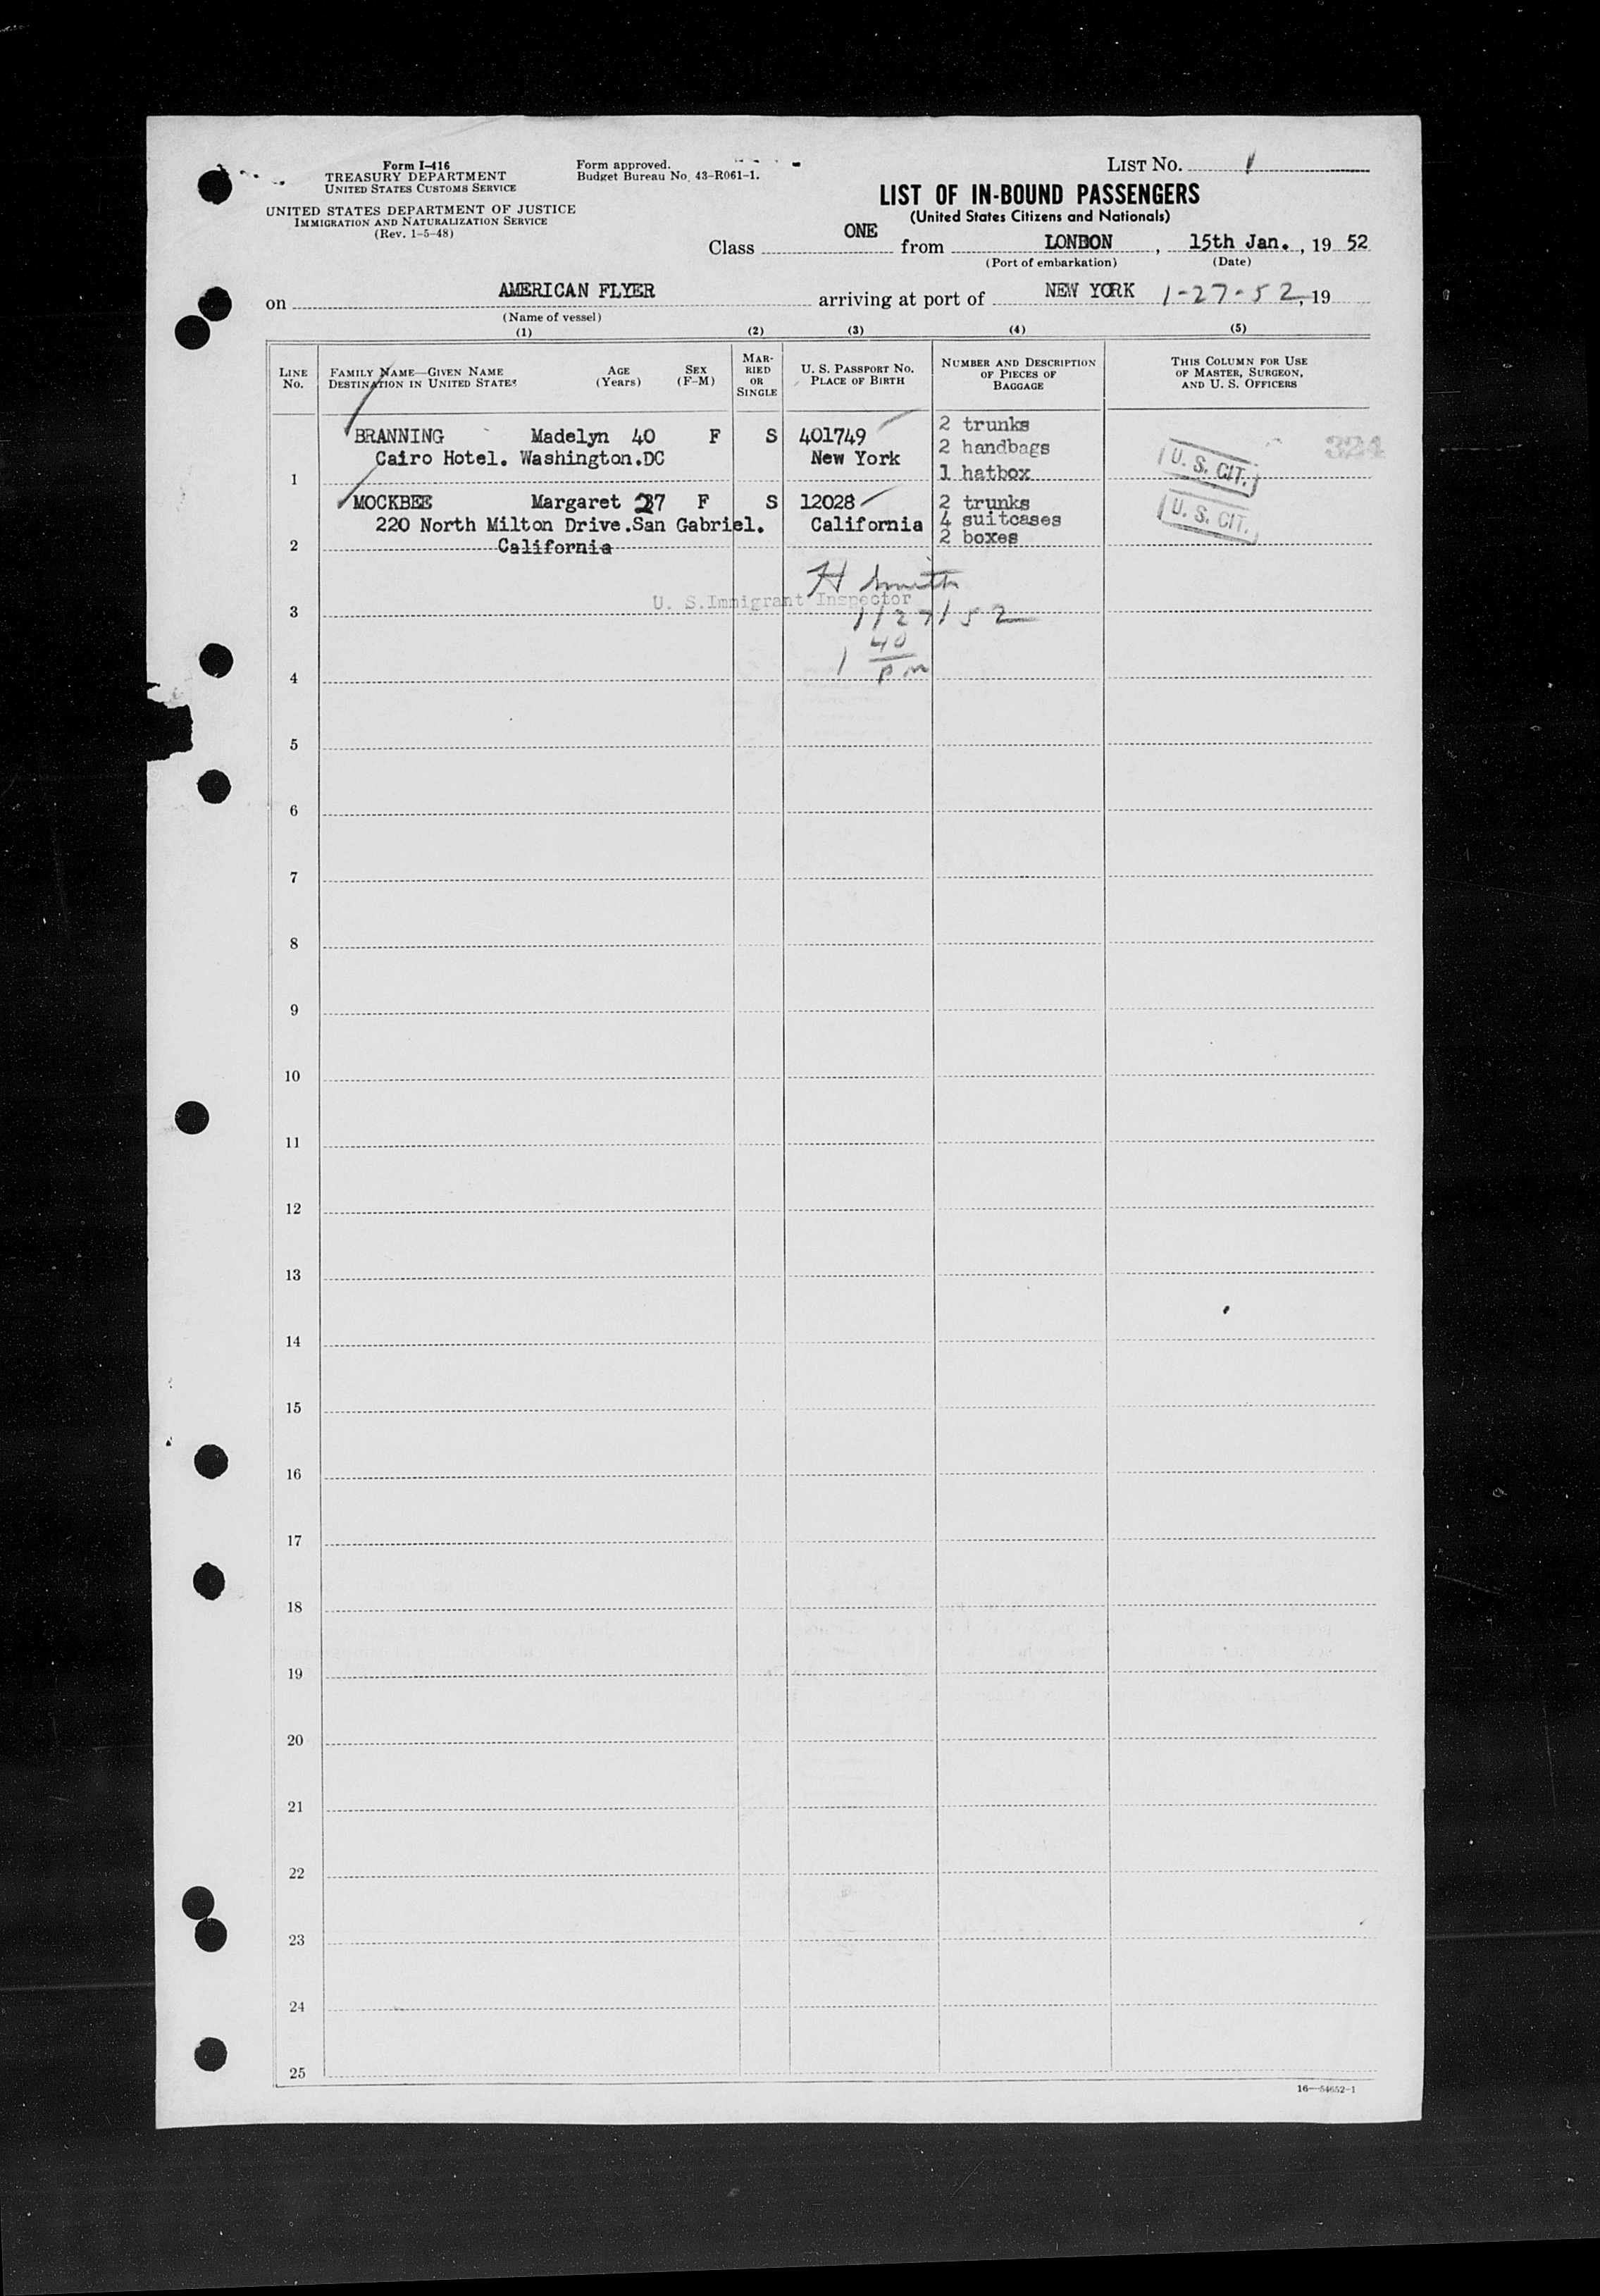 Form I-416
TREASURY DEPARTMENT
UNITED STATES CUSTOMS SERVICE
UNITED STATES DEPARTMENT OF JUSTICE
IMMIGRATION AND NATURALIZATION SERVICE
(Rev. 1-5-48)
Form approved.
Budget Bureau No. 43-R061-1.
LIST NO. 1
LIST OF IN-BOUND PASSENGERS
(United States Citizens and Nationals)
Class ONE from LONDON, 15th Jan., 19 52
(Port of embarkation) (Date)
on AMERICAN FLYER arriving at port of NEW YORK 1-27-52, 19
(Name of vessel)
(1) (2) (3) (4) (5)
LINE NO.
FAMILY NAME—GIVEN NAME
DESTINATION IN UNITED STATES
AGE (Years)
SEX (F-M)
MARRIED OR SINGLE
U. S. PASSPORT NO.
PLACE OF BIRTH
NUMBER AND DESCRIPTION
OF PIECES OF
BAGGAGE
THIS COLUMN FOR USE
OF MASTER, SURGEON,
AND U. S. OFFICERS
BRANNING Madelyn 40 F S 401749 2 trunks
Cairo Hotel. Washington.DC New York 2 handbags U. S. CIT. 324
1 1 hatbox
MOCKBEE Margaret 27 F S 12028 2 trunks U. S. CIT.
220 North Milton Drive.San Gabriel. California 4 suitcases
2 California 2 boxes
H Smith
U. S.Immigrant Inspector
3 1/27/52
1 40
pm
4
5
6
7
8
9
10
11
12
13
14
15
16
17
18
19
20
21
22
23
24
25
16—54652-1